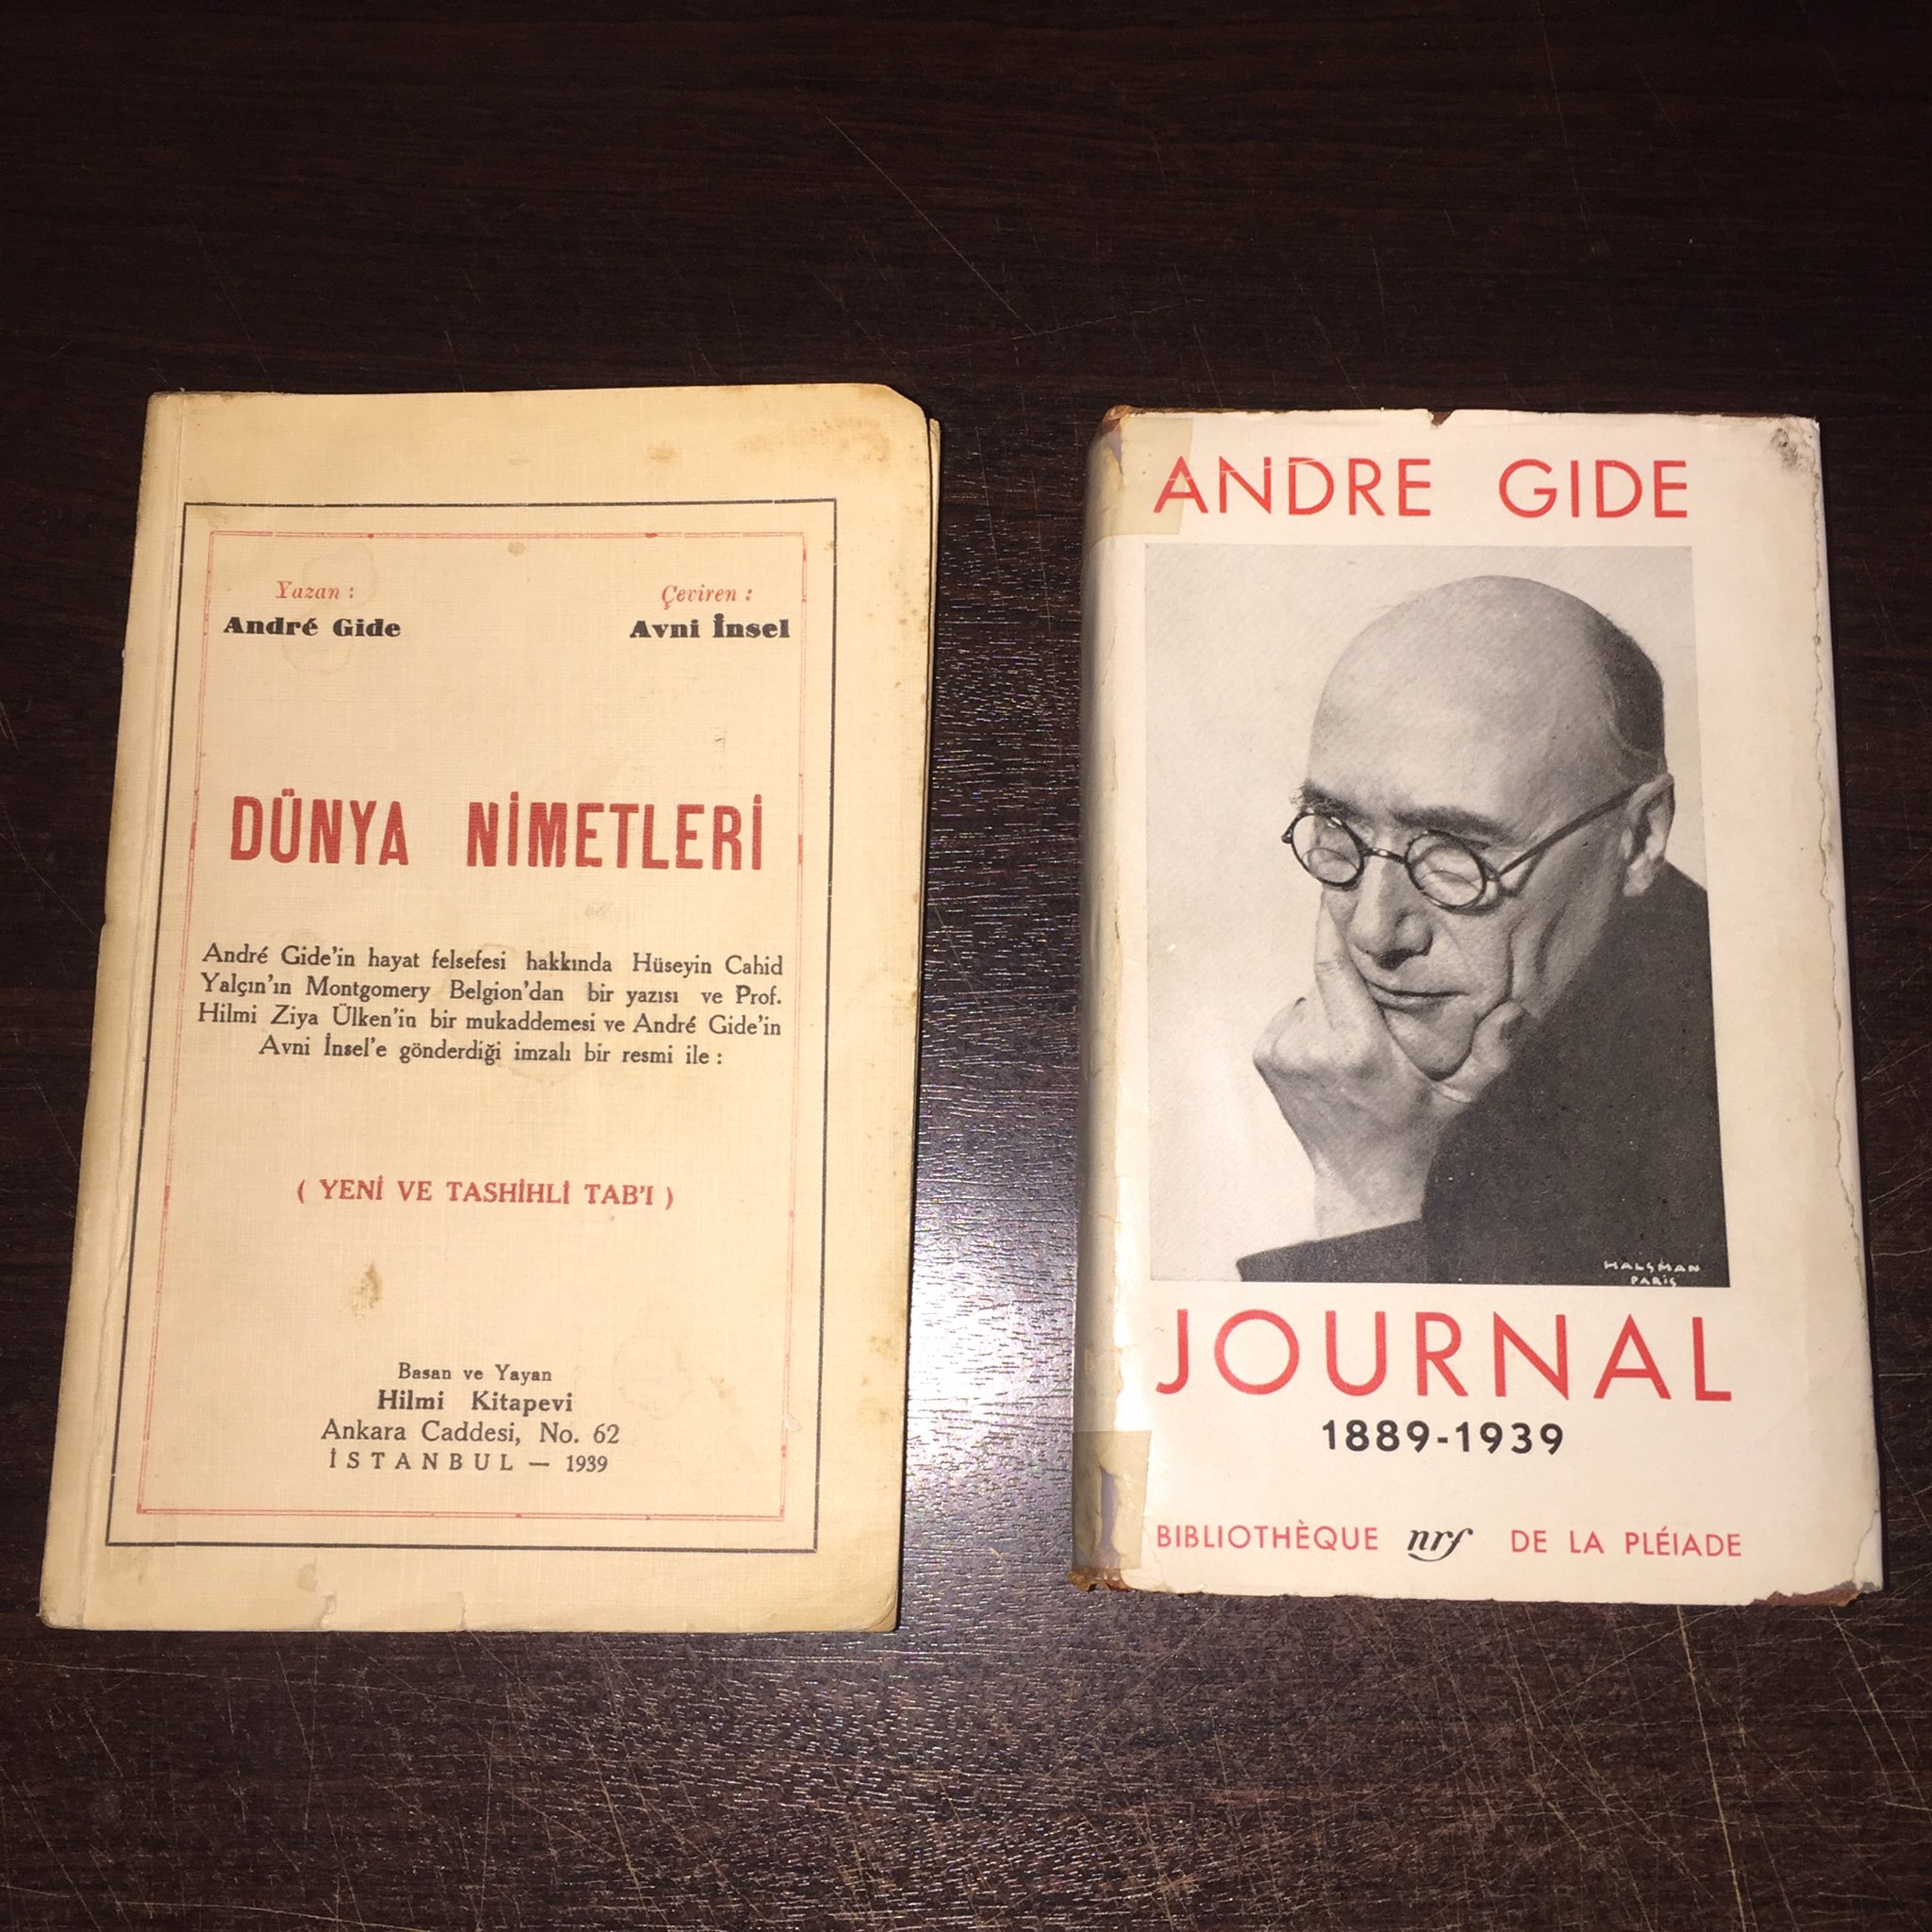 Yazan :
André Gide
Çeviren :
Avni İnsel
DÜNYA NİMETLERİ
André Gide'in hayat felsefesi hakkında Hüseyin Cahid
Yalçın'ın Montgomery Belgion'dan bir yazısı ve Prof.
Hilmi Ziya Ülken'in bir mukaddemesi ve André Gide'in
Avni İnsel'e gönderdiği imzalı bir resmi ile :
( YENİ VE TASHİHLİ TAB'I )
Basan ve Yayan
Hilmi Kitapevi
Ankara Caddesi, No. 62
İSTANBUL — 1939
ANDRE GIDE
HALSMAN
PARIS
JOURNAL
1889-1939
BIBLIOTHÈQUE nrf DE LA PLÉIADE